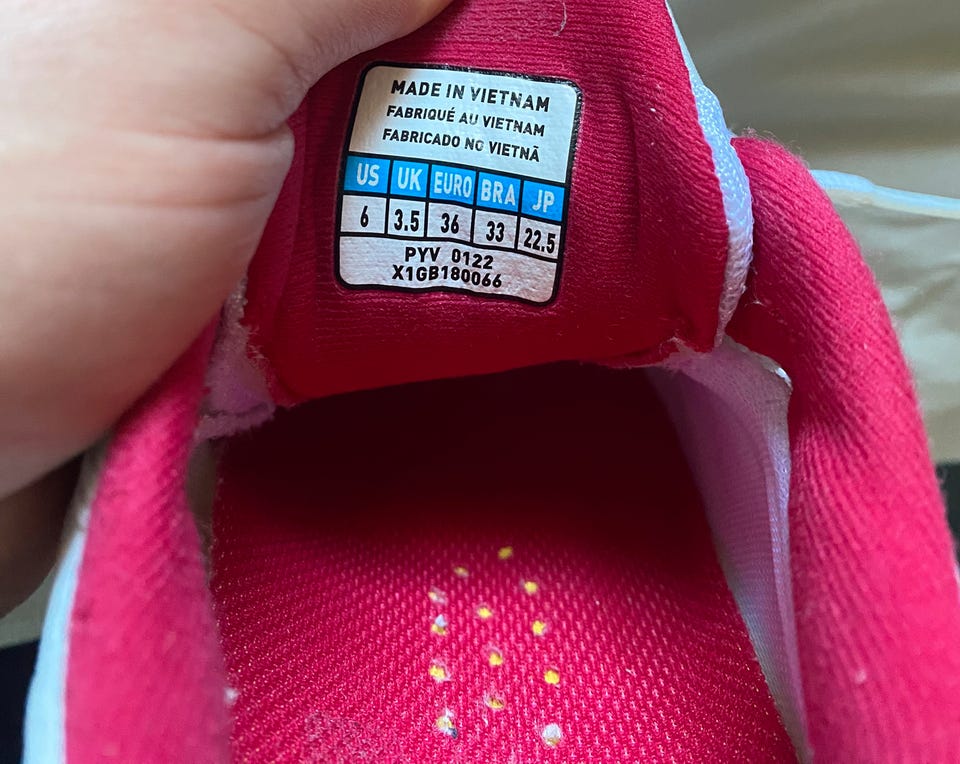 MADE IN VIETNAM
FABRIQUÉ AU VIETNAM
FABRICADO NO VIETNÃ
US UK EURO BRA JP
6 3.5 36 33 22.5
PYV 0122
X1GB180066